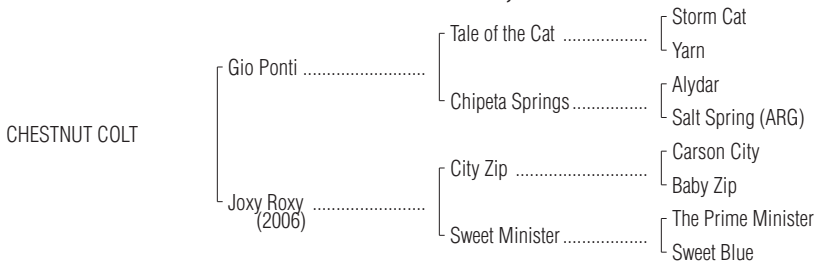 Storm Cat
Tale of the Cat ..................
Yarn
Gio Ponti ..........................
Alydar
Chipeta Springs................
Salt Spring (ARG)
CHESTNUT COLT
Carson City
City Zip ......................
Baby Zip
Joxy Roxy ........................
(2006)
The Prime Minister
Sweet Minister..................
Sweet Blue